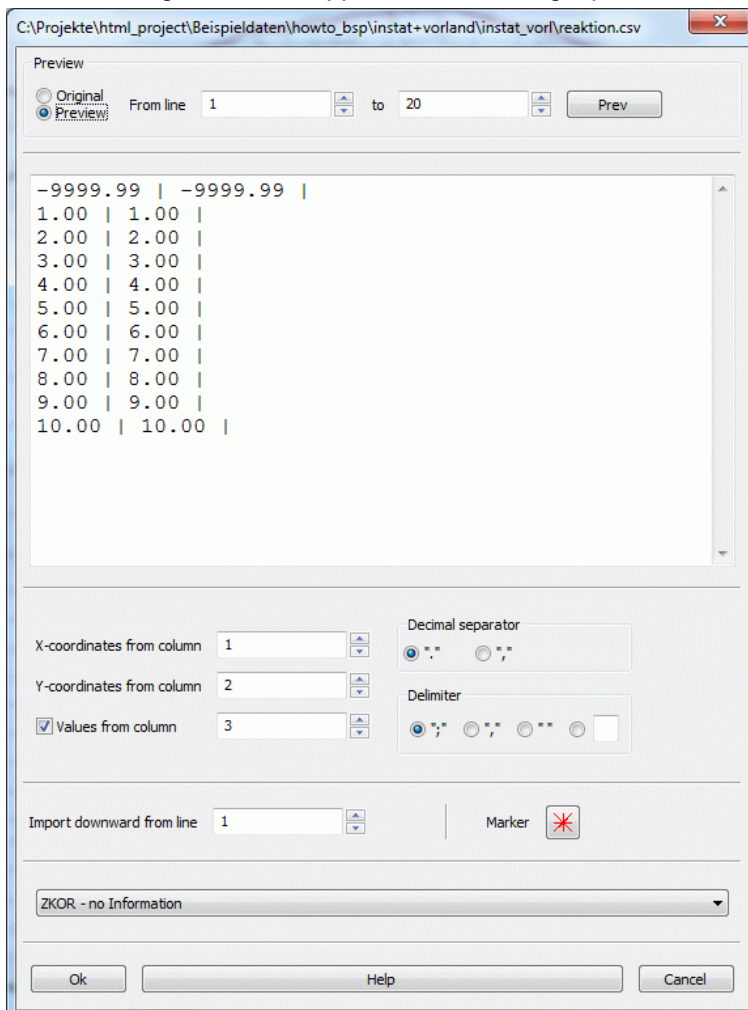 C:\Projekte\html_project\Beispieldaten\howto_bsp\instat+vorland\instat_vorl\reaktion.csv
Preview
Original
Preview
From line 1 to 20 Prev
-9999.99 | -9999.99 |
1.00 | 1.00 |
2.00 | 2.00 |
3.00 | 3.00 |
4.00 | 4.00 |
5.00 | 5.00 |
6.00 | 6.00 |
7.00 | 7.00 |
8.00 | 8.00 |
9.00 | 9.00 |
10.00 | 10.00 |
X-coordinates from column 1
Y-coordinates from column 2
Values from column 3
Decimal separator
"." ","
Delimiter
";" "," " "
Import downward from line 1
Marker
ZKOR - no Information
Ok Help Cancel